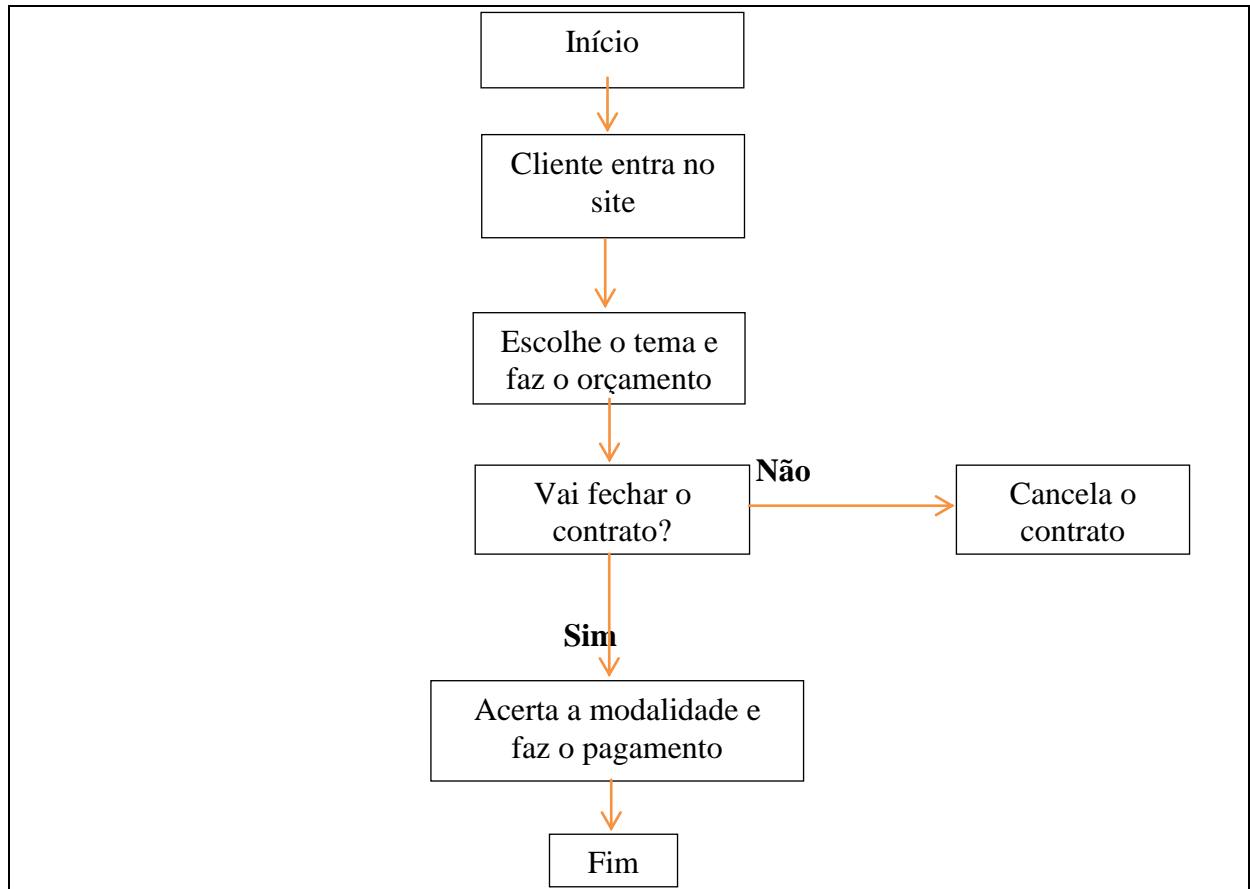 Início
Cliente entra no
site
Escolhe o tema e
faz o orçamento
Vai fechar o
contrato?
Não
Cancela o
contrato
Sim
Acerta a modalidade e
faz o pagamento
Fim